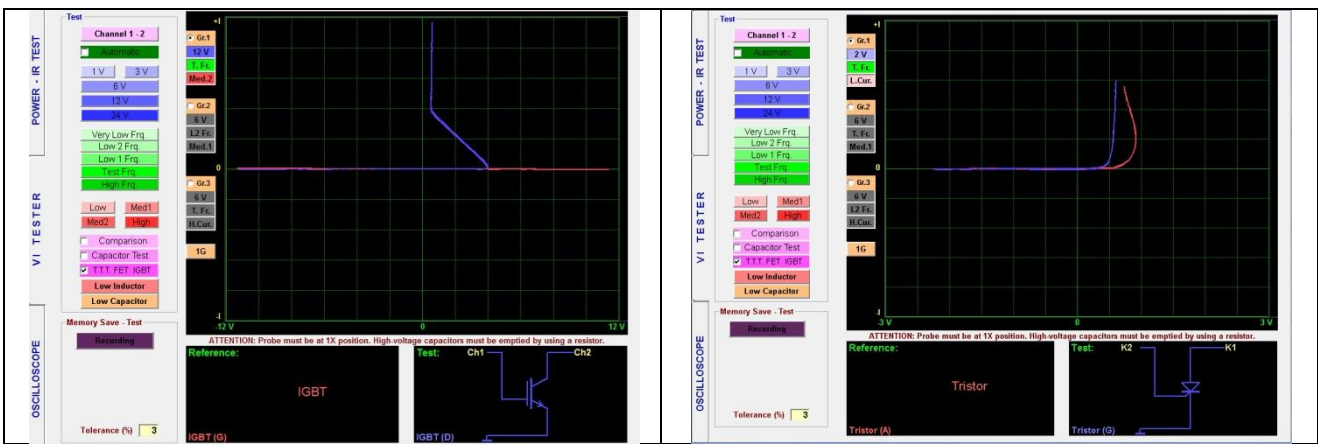 POWER - IR TEST
VI TESTER
OSCILLOSCOPE
Test
Channel 1 - 2
Automatic
1 V
3 V
6 V
12 V
24 V
Very Low Frq.
Low 2 Frq.
Low 1 Frq.
Test Frq.
High Frq.
Low
Med1
Med2
High
Comparison
Capacitor Test
T.T.T. FET IGBT
Low Inductor
Low Capacitor
Memory Save - Test
Recording
Tolerance (%) 3
Gr.1
12 V
T. Fr.
Med.2
Gr.2
6 V
L2 Fr.
Med.1
Gr.3
6 V
T. Fr.
H.Cur.
1G
+I
0
-I
-12 V
0
12 V
ATTENTION: Probe must be at 1X position. High-voltage capacitors must be emptied by using a resistor.
Reference:
IGBT
IGBT (G)
Test:
Ch1
Ch2
IGBT (D)
POWER - IR TEST
VI TESTER
OSCILLOSCOPE
Test
Channel 1 - 2
Automatic
1 V
3 V
6 V
12 V
24 V
Very Low Frq.
Low 2 Frq.
Low 1 Frq.
Test Frq.
High Frq.
Low
Med1
Med2
High
Comparison
Capacitor Test
T.T.T. FET IGBT
Low Inductor
Low Capacitor
Memory Save - Test
Recording
Tolerance (%) 3
Gr.1
2 V
T. Fr.
L.Cur.
Gr.2
6 V
T. Fr.
Med.1
Gr.3
6 V
L2 Fr.
H.Cur.
1G
+I
0
-I
-3 V
0
3 V
ATTENTION: Probe must be at 1X position. High-voltage capacitors must be emptied by using a resistor.
Reference:
Tristor
Tristor (A)
Test:
K2
K1
Tristor (G)